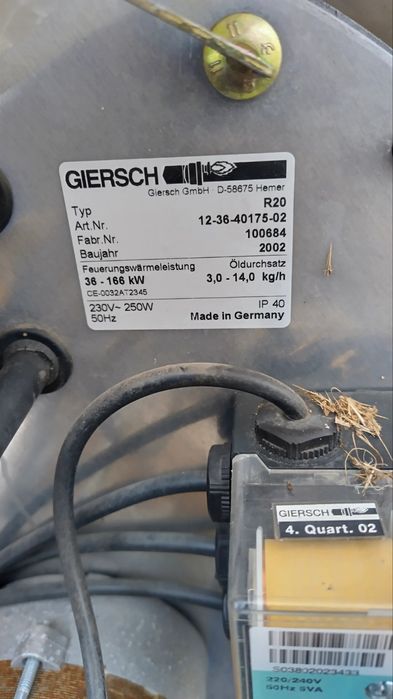 GIERSCH
Giersch GmbH · D-58675 Hemer
Typ R20
Art.Nr. 12-36-40175-02
Fabr.Nr. 100684
Baujahr 2002
Feuerungswärmeleistung Öldurchsatz
36 - 166 kW 3,0 - 14,0 kg/h
CE-0032AT2345
230V~ 250W IP 40
50Hz Made in Germany
GIERSCH
4. Quart. 02
S03802023433
220/240V
50Hz 5VA